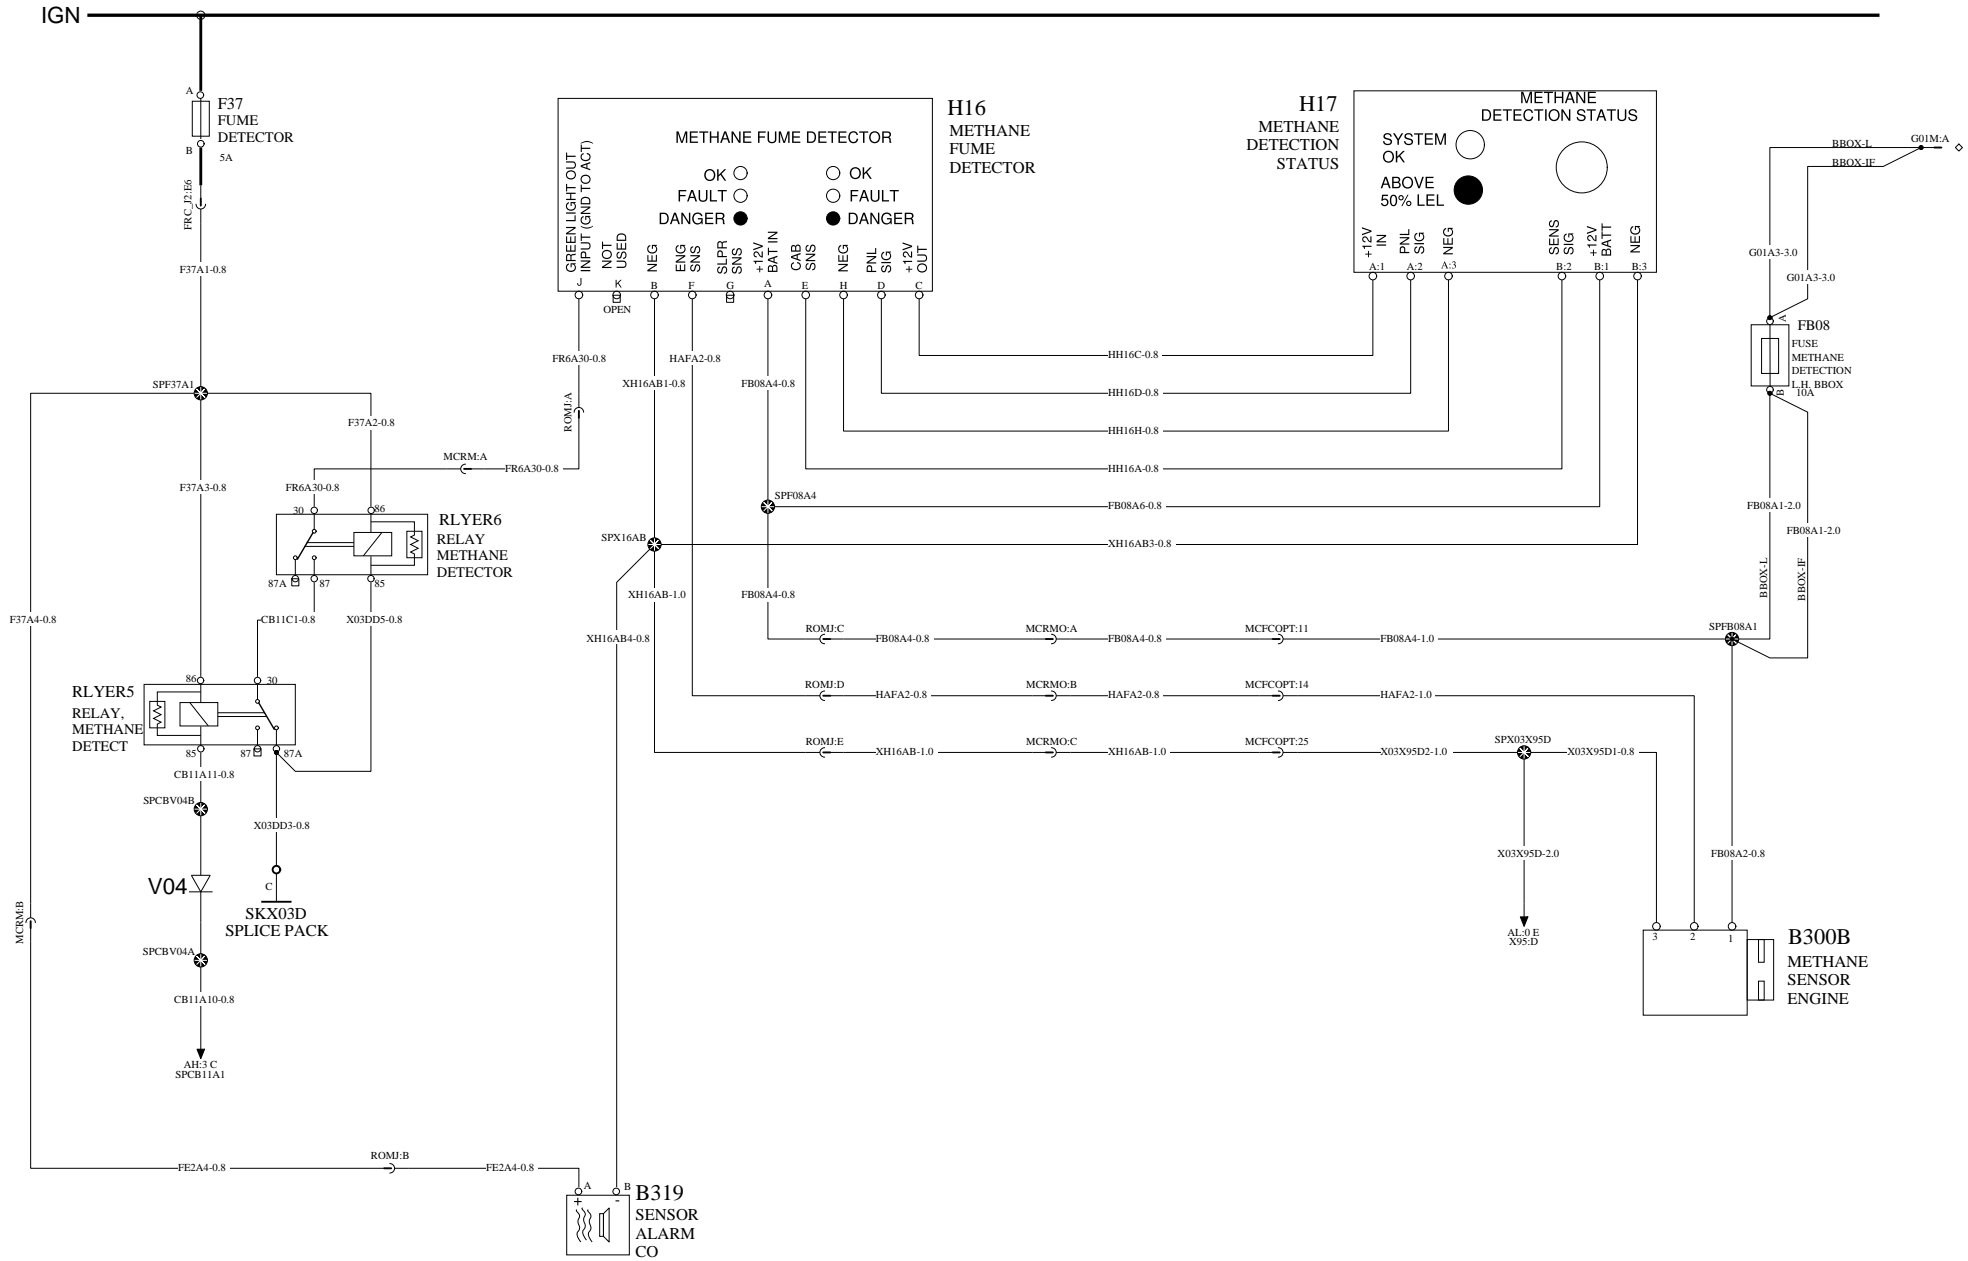 IGN
A
F37
FUME
DETECTOR
B
5A
FRC_J2:E6
F37A1-0.8
SPF37A1
F37A2-0.8
F37A3-0.8
F37A4-0.8
MCRM:A
FR6A30-0.8
FR6A30-0.8
30
86
RLYER6
RELAY
METHANE
DETECTOR
87A
87
85
CB11C1-0.8
X03DD5-0.8
86
30
RLYER5
RELAY,
METHANE
DETECT
85
87
87A
CB11A11-0.8
SPCBV04B
X03DD3-0.8
V04
C
SKX03D
SPLICE PACK
MCRM:B
SPCBV04A
CB11A10-0.8
AH:3 C
SPCB11A1
FE2A4-0.8
ROMJ:B
FE2A4-0.8
A
B
+
-
B319
SENSOR
ALARM
CO
METHANE FUME DETECTOR
OK
FAULT
DANGER
OK
FAULT
DANGER
H16
METHANE
FUME
DETECTOR
GREEN LIGHT OUT
INPUT (GND TO ACT)
NOT
USED
NEG
ENG
SNS
SLPR
SNS
+12V
BAT IN
CAB
SNS
NEG
PNL
SIG
+12V
OUT
J
K
B
F
G
A
E
H
D
C
OPEN
FR6A30-0.8
ROMJ:A
XH16AB1-0.8
HAFA2-0.8
FB08A4-0.8
H17
METHANE
DETECTION
STATUS
METHANE
DETECTION STATUS
SYSTEM
OK
ABOVE
50% LEL
+12V
IN
PNL
SIG
NEG
SENS
SIG
+12V
BATT
NEG
A:1
A:2
A:3
B:2
B:1
B:3
HH16C-0.8
HH16D-0.8
HH16H-0.8
HH16A-0.8
SPF08A4
FB08A6-0.8
SPX16AB
XH16AB3-0.8
XH16AB-1.0
FB08A4-0.8
XH16AB4-0.8
ROMJ:C
FB08A4-0.8
MCRMO:A
FB08A4-0.8
MCFCOPT:11
FB08A4-1.0
SPFB08A1
ROMJ:D
HAFA2-0.8
MCRMO:B
HAFA2-0.8
MCFCOPT:14
HAFA2-1.0
ROMJ:E
XH16AB-1.0
MCRMO:C
XH16AB-1.0
MCFCOPT:25
X03X95D2-1.0
SPX03X95D
X03X95D1-0.8
X03X95D-2.0
AL:0 E
X95:D
FB08A2-0.8
3
2
1
B300B
METHANE
SENSOR
ENGINE
BBOX-L
BBOX-IF
G01M:A
G01A3-3.0
G01A3-3.0
A
FB08
FUSE
METHANE
DETECTION
L.H. BBOX
10A
B
FB08A1-2.0
FB08A1-2.0
BBOX-L
BBOX-IF